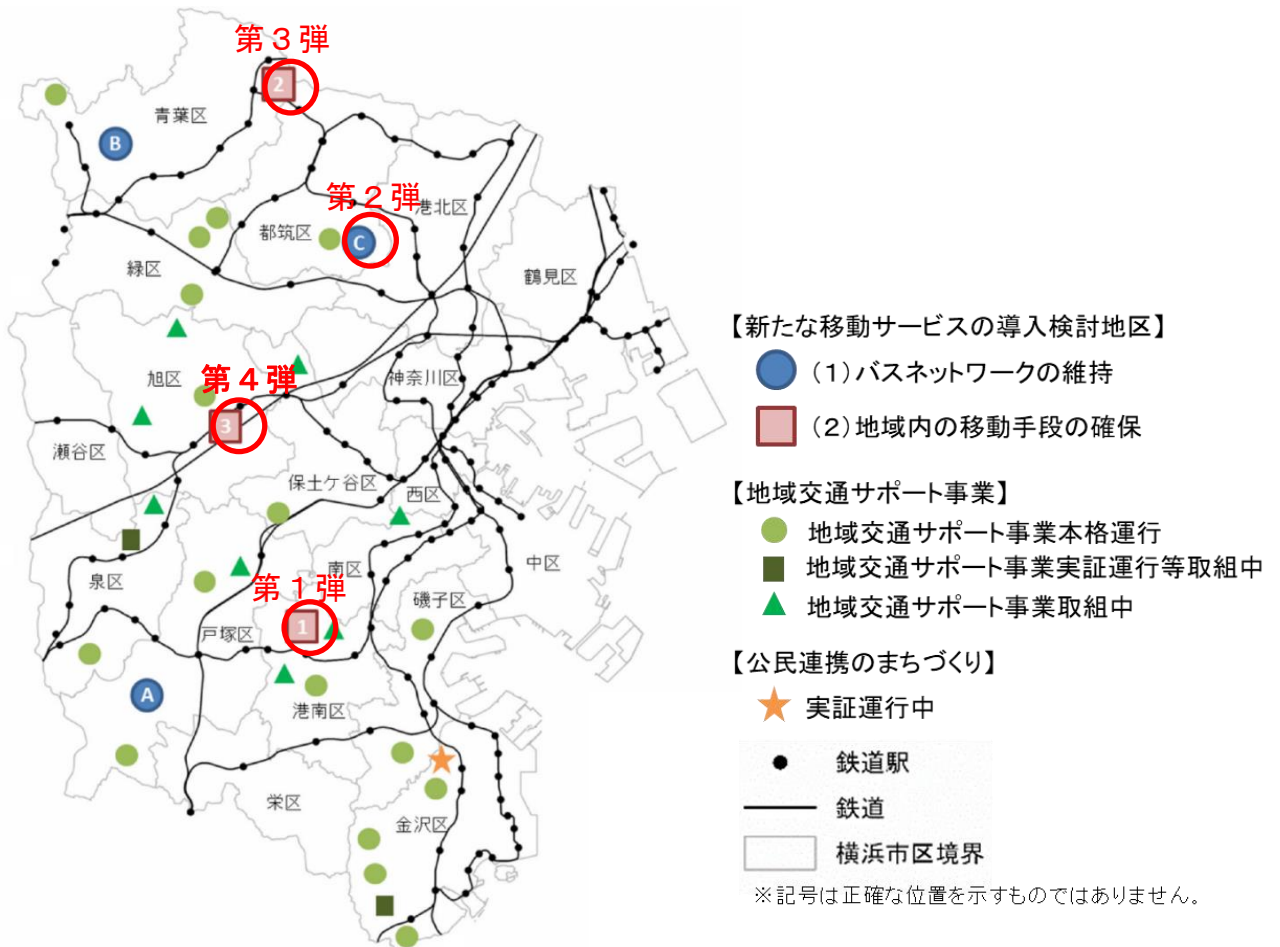 第3弾
2
青葉区
B
第2弾
港北区
都筑区
C
鶴見区
緑区
旭区
第4弾
神奈川区
3
瀬谷区
保土ケ谷区
西区
中区
泉区
南区
第1弾
磯子区
戸塚区
1
A
港南区
栄区
金沢区
【新たな移動サービスの導入検討地区】
(1)バスネットワークの維持
(2)地域内の移動手段の確保
【地域交通サポート事業】
地域交通サポート事業本格運行
地域交通サポート事業実証運行等取組中
地域交通サポート事業取組中
【公民連携のまちづくり】
実証運行中
鉄道駅
鉄道
横浜市区境界
※記号は正確な位置を示すものではありません。